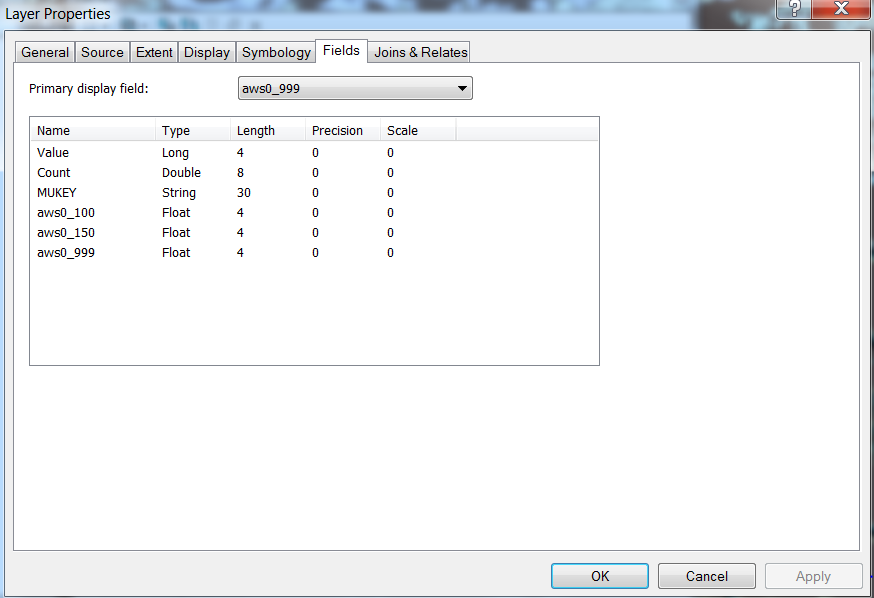 Layer Properties
?
X
General Source Extent Display Symbology Fields Joins & Relates
Primary display field: aws0_999
Name Type Length Precision Scale
Value Long 4 0 0
Count Double 8 0 0
MUKEY String 30 0 0
aws0_100 Float 4 0 0
aws0_150 Float 4 0 0
aws0_999 Float 4 0 0
OK Cancel Apply